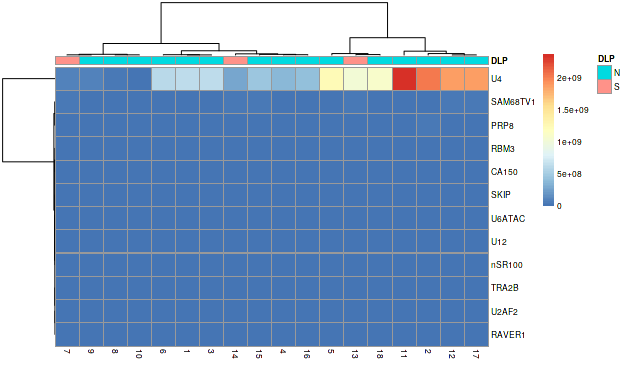 DLP
U4
SAM68TV1
PRP8
RBM3
CA150
SKIP
U6ATAC
U12
nSR100
TRA2B
U2AF2
RAVER1
7 9 8 10 6 1 3 14 15 4 16 5 13 18 11 2 12 17
2e+09
1.5e+09
1e+09
5e+08
0
DLP
N
S